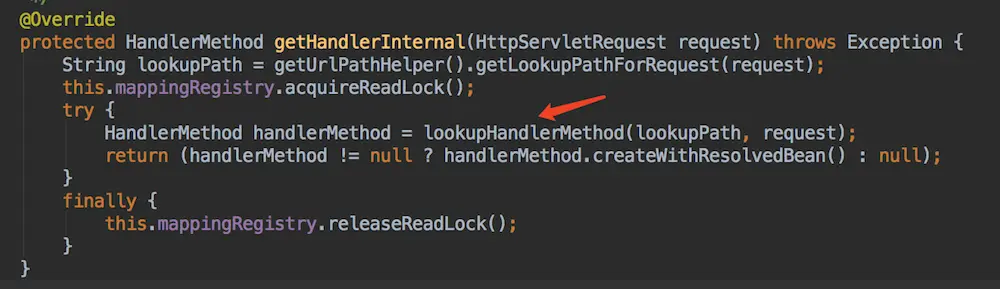 */
@Override
protected HandlerMethod getHandlerInternal(HttpServletRequest request) throws Exception {
    String lookupPath = getUrlPathHelper().getLookupPathForRequest(request);
    this.mappingRegistry.acquireReadLock();
    try {
        HandlerMethod handlerMethod = lookupHandlerMethod(lookupPath, request);
        return (handlerMethod != null ? handlerMethod.createWithResolvedBean() : null);
    }
    finally {
        this.mappingRegistry.releaseReadLock();
    }
}